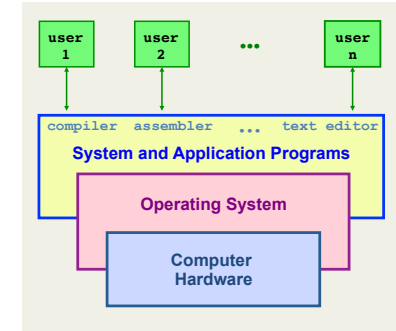 user user ... user
1 2 n
compiler assembler ... text editor
System and Application Programs
Operating System
Computer
Hardware